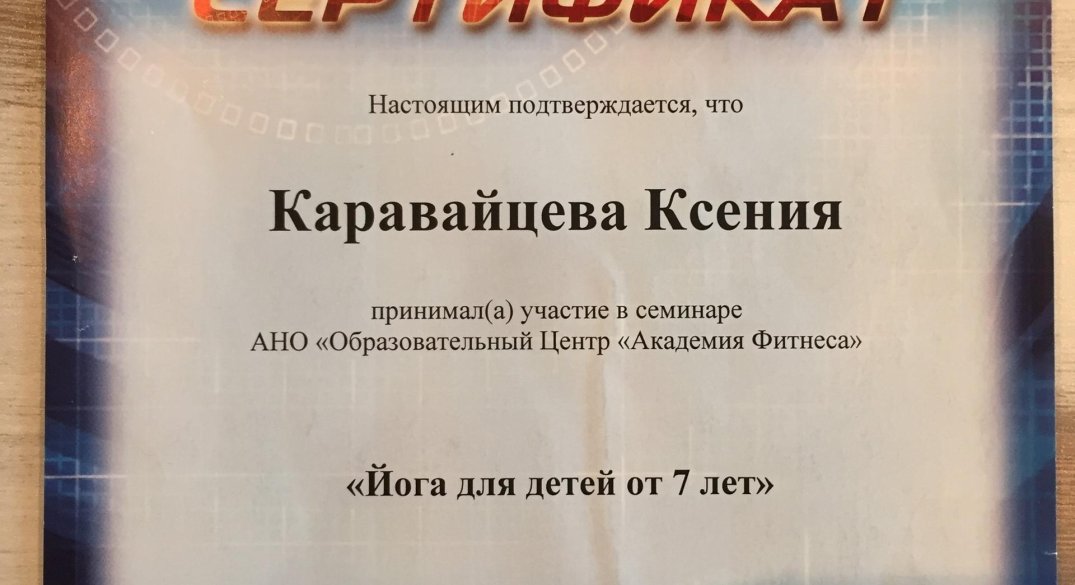 СЕРТИФИКАТ
Настоящим подтверждается, что
Каравайцева Ксения
принимал(а) участие в семинаре
АНО «Образовательный Центр «Академия Фитнеса»
«Йога для детей от 7 лет»